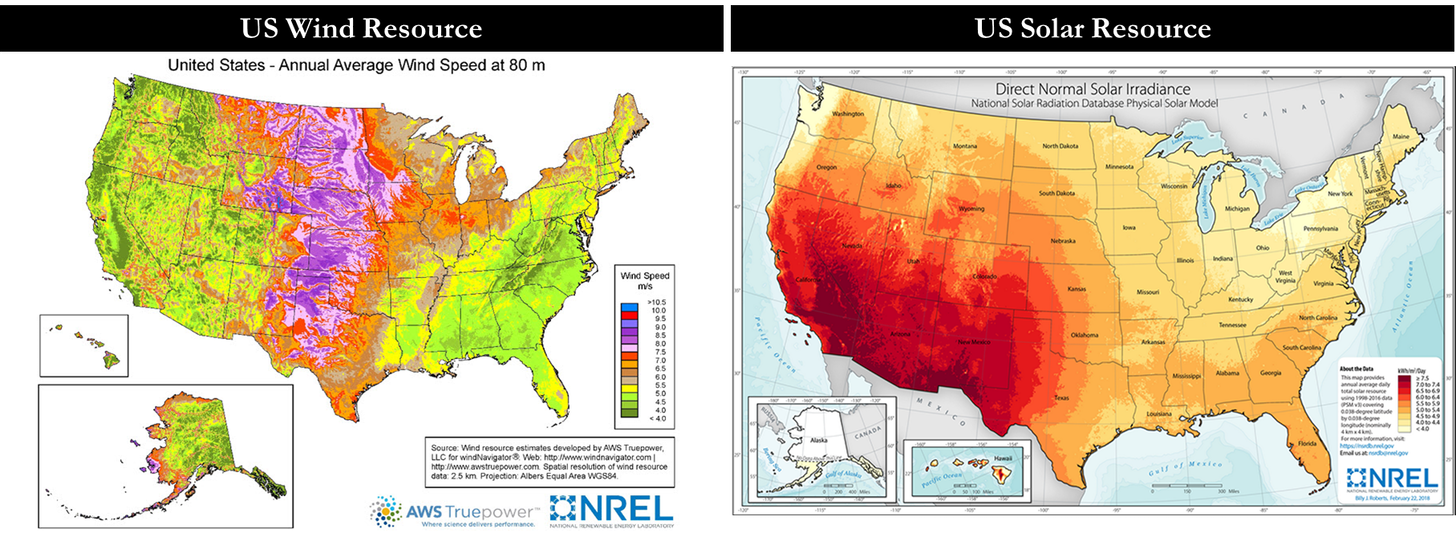 US Wind Resource
United States - Annual Average Wind Speed at 80 m
Wind Speed
m/s
>10.5
10.0
9.5
9.0
8.5
8.0
7.5
7.0
6.5
6.0
5.5
5.0
4.5
4.0
< 4.0
Source: Wind resource estimates developed by AWS Truepower,
LLC for windNavigator®. Web: http://www.windnavigator.com |
http://www.awstruepower.com. Spatial resolution of wind resource
data: 2.5 km. Projection: Albers Equal Area WGS84.
AWS Truepower™
Where science delivers performance.
NREL
NATIONAL RENEWABLE ENERGY LABORATORY
US Solar Resource
Direct Normal Solar Irradiance
National Solar Radiation Database Physical Solar Model
CANADA
Washington
Montana
North Dakota
Minnesota
Superior
Maine
Oregon
Idaho
Wyoming
South Dakota
Wisconsin
Michigan
Vermont
New York
Nevada
Utah
Colorado
Nebraska
Iowa
Illinois
Indiana
Ohio
Pennsylvania
California
Kansas
Missouri
Kentucky
West
Virginia
Virginia
Arizona
New Mexico
Oklahoma
Arkansas
Tennessee
North Carolina
South Carolina
Texas
Mississippi
Alabama
Georgia
Louisiana
Florida
Pacific Ocean
Atlantic Ocean
MEXICO
Gulf of Mexico
Alaska
CANADA
Gulf of Alaska
Hawaii
Pacific Ocean
About the Data
This map provides
annual average daily
total solar resource
using 1998-2016 data
(PSM v3) covering
0.038-degree latitude
by 0.038-degree
longitude (nominally
4 km x 4 km).
For more information, visit:
https://nsrdb.nrel.gov
Email us at: nsrdb@nrel.gov
kWh/m²/Day
≥ 7.5
7.0 to 7.4
6.5 to 6.9
6.0 to 6.4
5.5 to 5.9
5.0 to 5.4
4.5 to 4.9
4.0 to 4.4
< 4.0
NREL
NATIONAL RENEWABLE ENERGY LABORATORY
Billy J. Roberts, February 22, 2018